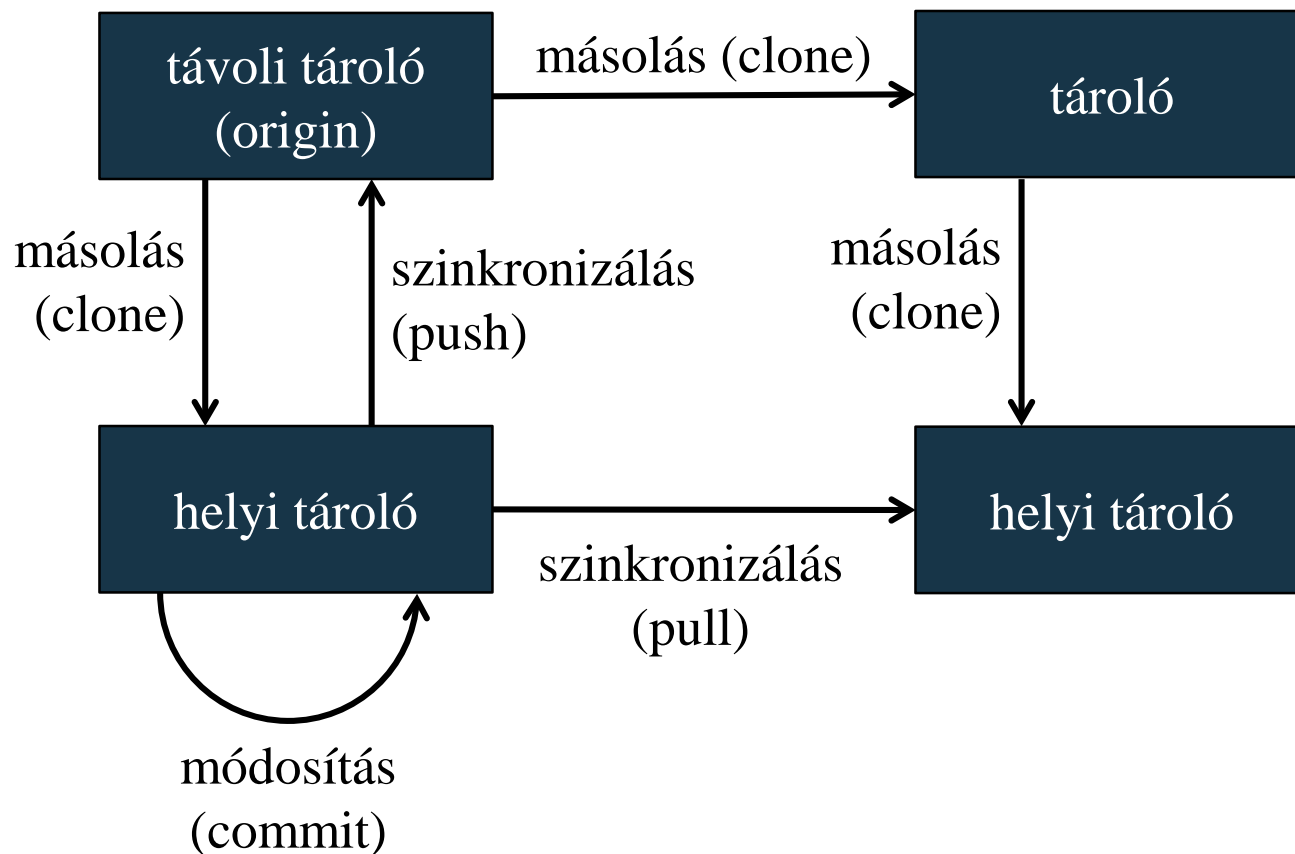 távoli tároló
(origin)
másolás (clone)
tároló
másolás
(clone)
szinkronizálás
(push)
másolás
(clone)
helyi tároló
szinkronizálás
(pull)
helyi tároló
módosítás
(commit)